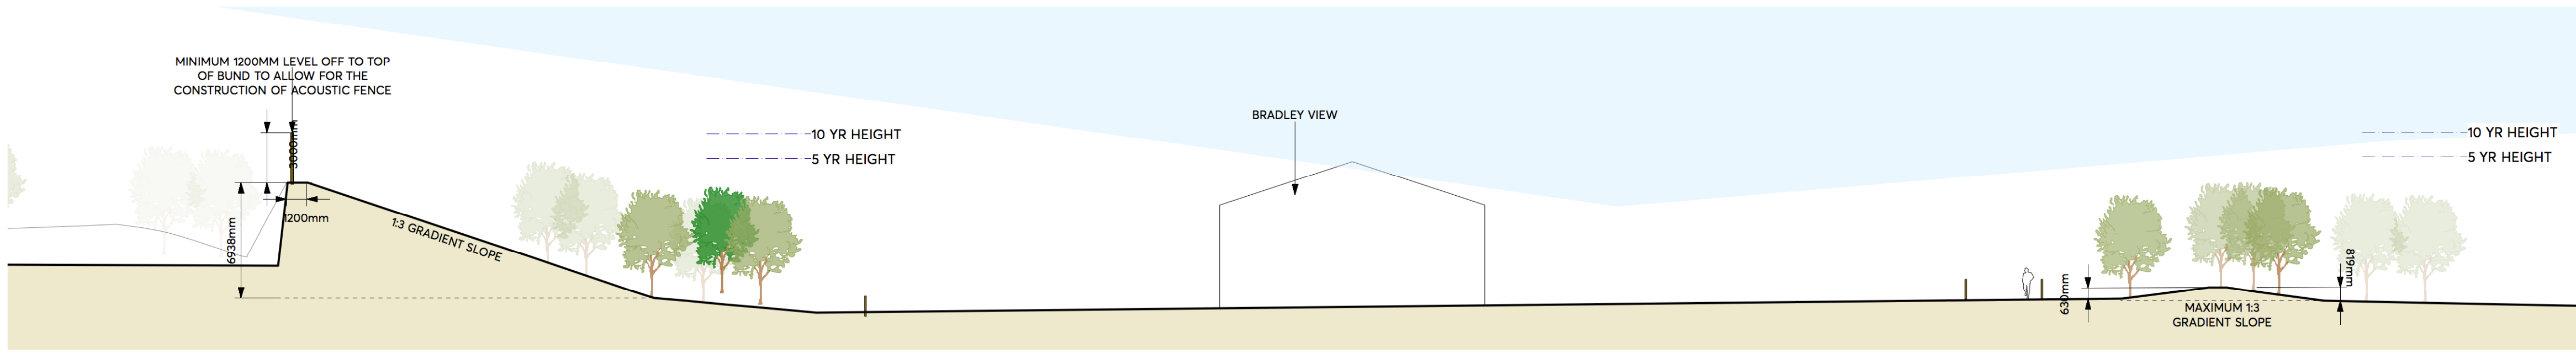 MINIMUM 1200MM LEVEL OFF TO TOP
OF BUND TO ALLOW FOR THE
CONSTRUCTION OF ACOUSTIC FENCE
3000mm
1200mm
6938mm
1:3 GRADIENT SLOPE
10 YR HEIGHT
5 YR HEIGHT
BRADLEY VIEW
10 YR HEIGHT
5 YR HEIGHT
630mm
819mm
MAXIMUM 1:3
GRADIENT SLOPE